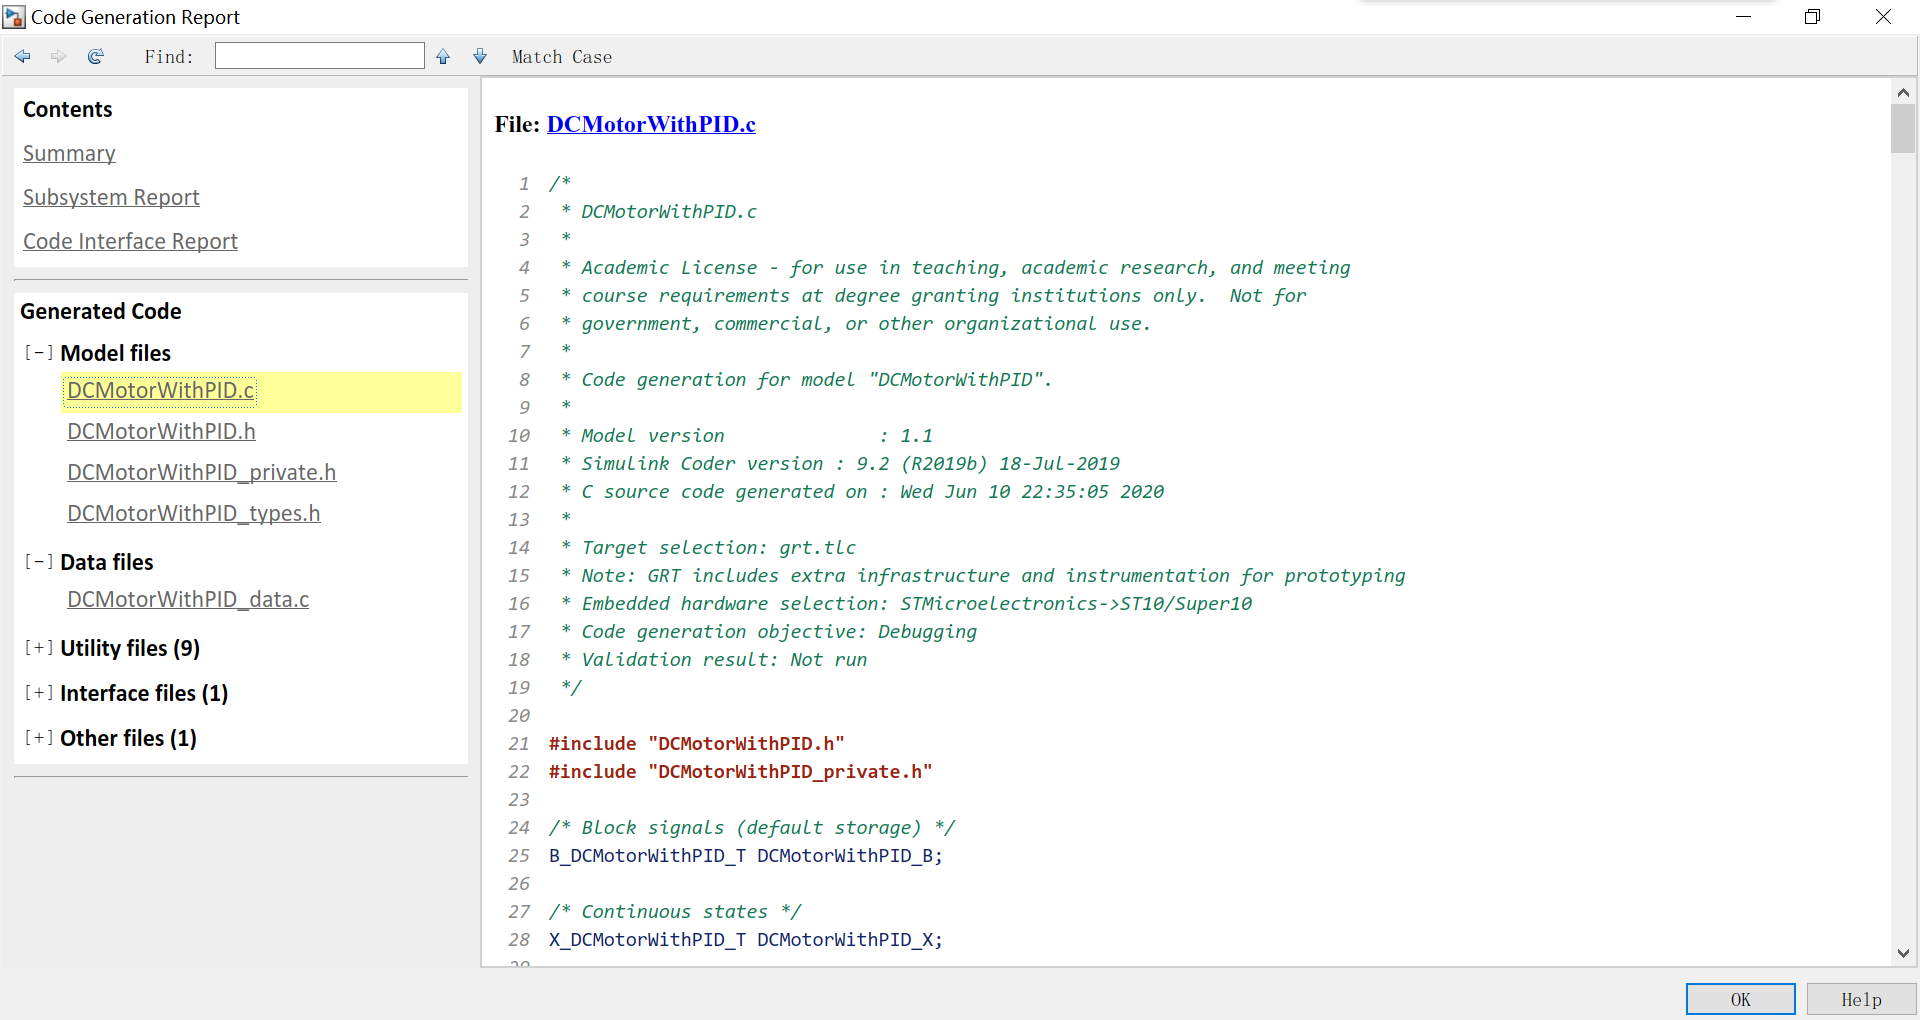 Code Generation Report
Find:
Match Case
Contents
Summary
Subsystem Report
Code Interface Report
Generated Code
[-] Model files
DCMotorWithPID.c
DCMotorWithPID.h
DCMotorWithPID_private.h
DCMotorWithPID_types.h
[-] Data files
DCMotorWithPID_data.c
[+] Utility files (9)
[+] Interface files (1)
[+] Other files (1)
File: DCMotorWithPID.c
1 /*
2 * DCMotorWithPID.c
3 *
4 * Academic License - for use in teaching, academic research, and meeting
5 * course requirements at degree granting institutions only.  Not for
6 * government, commercial, or other organizational use.
7 *
8 * Code generation for model "DCMotorWithPID".
9 *
10 * Model version              : 1.1
11 * Simulink Coder version : 9.2 (R2019b) 18-Jul-2019
12 * C source code generated on : Wed Jun 10 22:35:05 2020
13 *
14 * Target selection: grt.tlc
15 * Note: GRT includes extra infrastructure and instrumentation for prototyping
16 * Embedded hardware selection: STMicroelectronics->ST10/Super10
17 * Code generation objective: Debugging
18 * Validation result: Not run
19 */
20
21 #include "DCMotorWithPID.h"
22 #include "DCMotorWithPID_private.h"
23
24 /* Block signals (default storage) */
25 B_DCMotorWithPID_T DCMotorWithPID_B;
26
27 /* Continuous states */
28 X_DCMotorWithPID_T DCMotorWithPID_X;
OK
Help